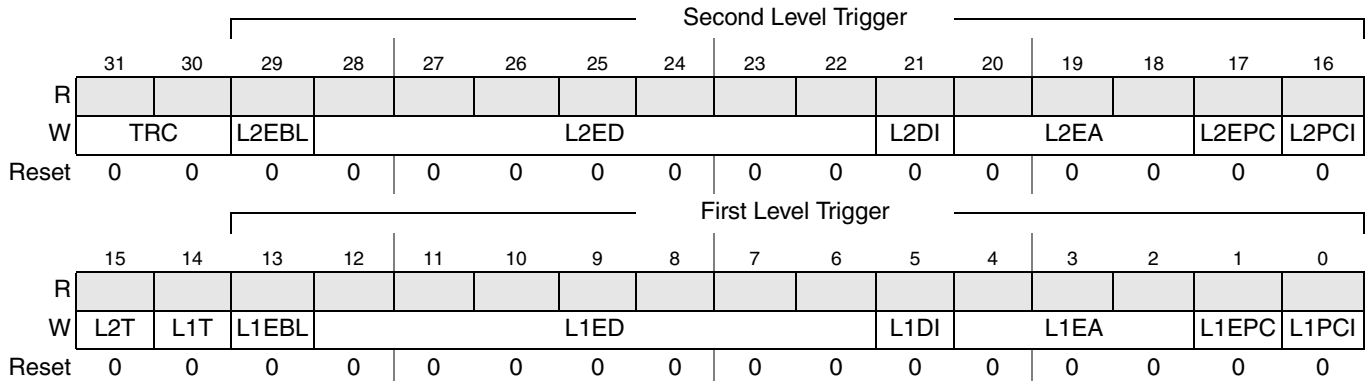 Second Level Trigger
31 30 29 28 27 26 25 24 23 22 21 20 19 18 17 16
R
W TRC L2EBL L2ED L2DI L2EA L2EPC L2PCI
Reset 0 0 0 0 0 0 0 0 0 0 0 0 0 0 0 0
First Level Trigger
15 14 13 12 11 10 9 8 7 6 5 4 3 2 1 0
R
W L2T L1T L1EBL L1ED L1DI L1EA L1EPC L1PCI
Reset 0 0 0 0 0 0 0 0 0 0 0 0 0 0 0 0